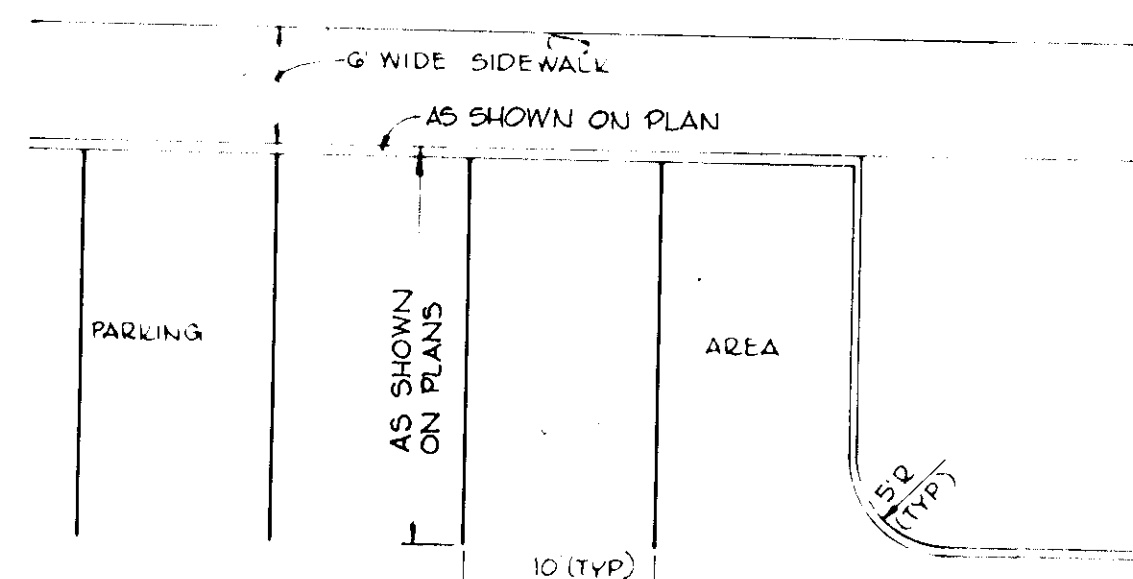 6' WIDE SIDEWALK
AS SHOWN ON PLAN
PARKING
AS SHOWN
ON PLANS
AREA
5'R
(TYP)
10'(TYP)